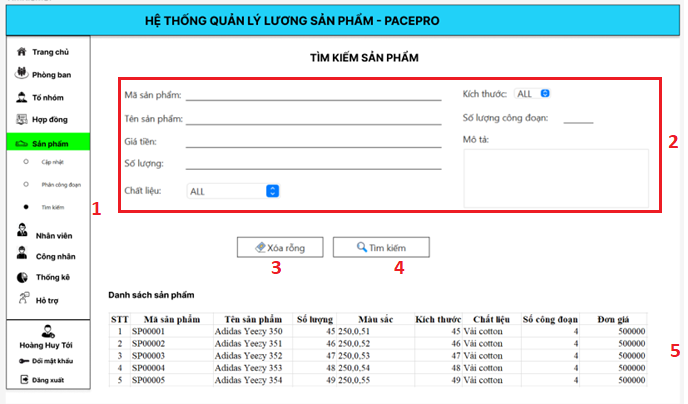 HỆ THỐNG QUẢN LÝ LƯƠNG SẢN PHẨM - PACEPRO
Trang chủ
Phòng ban
Tổ nhóm
Hợp đồng
Sản phẩm
Cập nhật
Phân công đoạn
Tìm kiếm
1
Nhân viên
Công nhân
Thống kê
Hỗ trợ
Hoàng Huy Tới
Đổi mật khẩu
Đăng xuất
TÌM KIẾM SẢN PHẨM
Mã sản phẩm:
Tên sản phẩm:
Giá tiền:
Số lượng:
Chất liệu: ALL
Kích thước: ALL
Số lượng công đoạn:
Mô tả:
2
Xóa rỗng
Tìm kiếm
3
4
Danh sách sản phẩm
STT Mã sản phẩm Tên sản phẩm Số lượng Màu sắc Kích thước Chất liệu Số công đoạn Đơn giá
1 SP00001 Adidas Yeezy 350 45 250,0,51 45 Vải cotton 4 500000
2 SP00002 Adidas Yeezy 351 46 250,0,52 46 Vải cotton 4 500000
3 SP00003 Adidas Yeezy 352 47 250,0,53 47 Vải cotton 4 500000
4 SP00004 Adidas Yeezy 353 48 250,0,54 48 Vải cotton 4 500000
5 SP00005 Adidas Yeezy 354 49 250,0,55 49 Vải cotton 4 500000
5